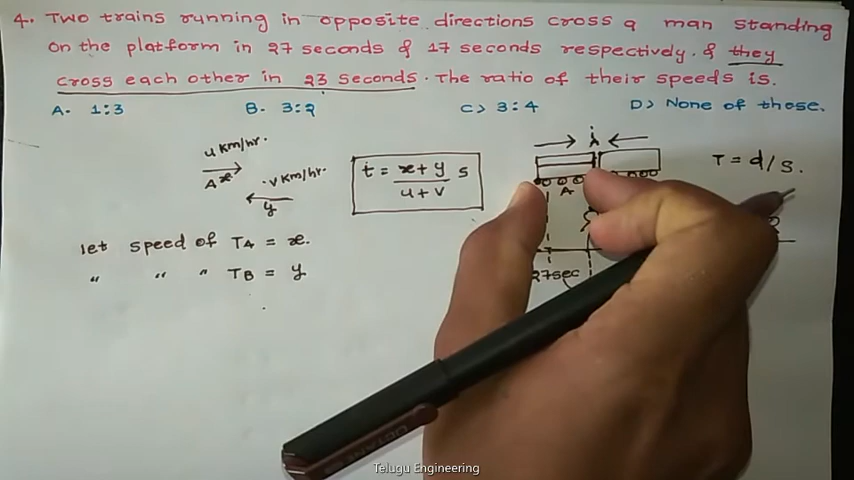 4. Two trains running in opposite directions cross a man standing
on the platform in 27 seconds & 17 seconds respectively. & they
cross each other in 23 seconds. The ratio of their speeds is.
A. 1:3 B. 3:2 C> 3:4 D> None of these.
u km/hr.
A x
v km/hr.
y
t = x+y / u+v s
A
T = d/s.
let speed of TA = x.
" " " TB = y
27sec
Telugu Engineering